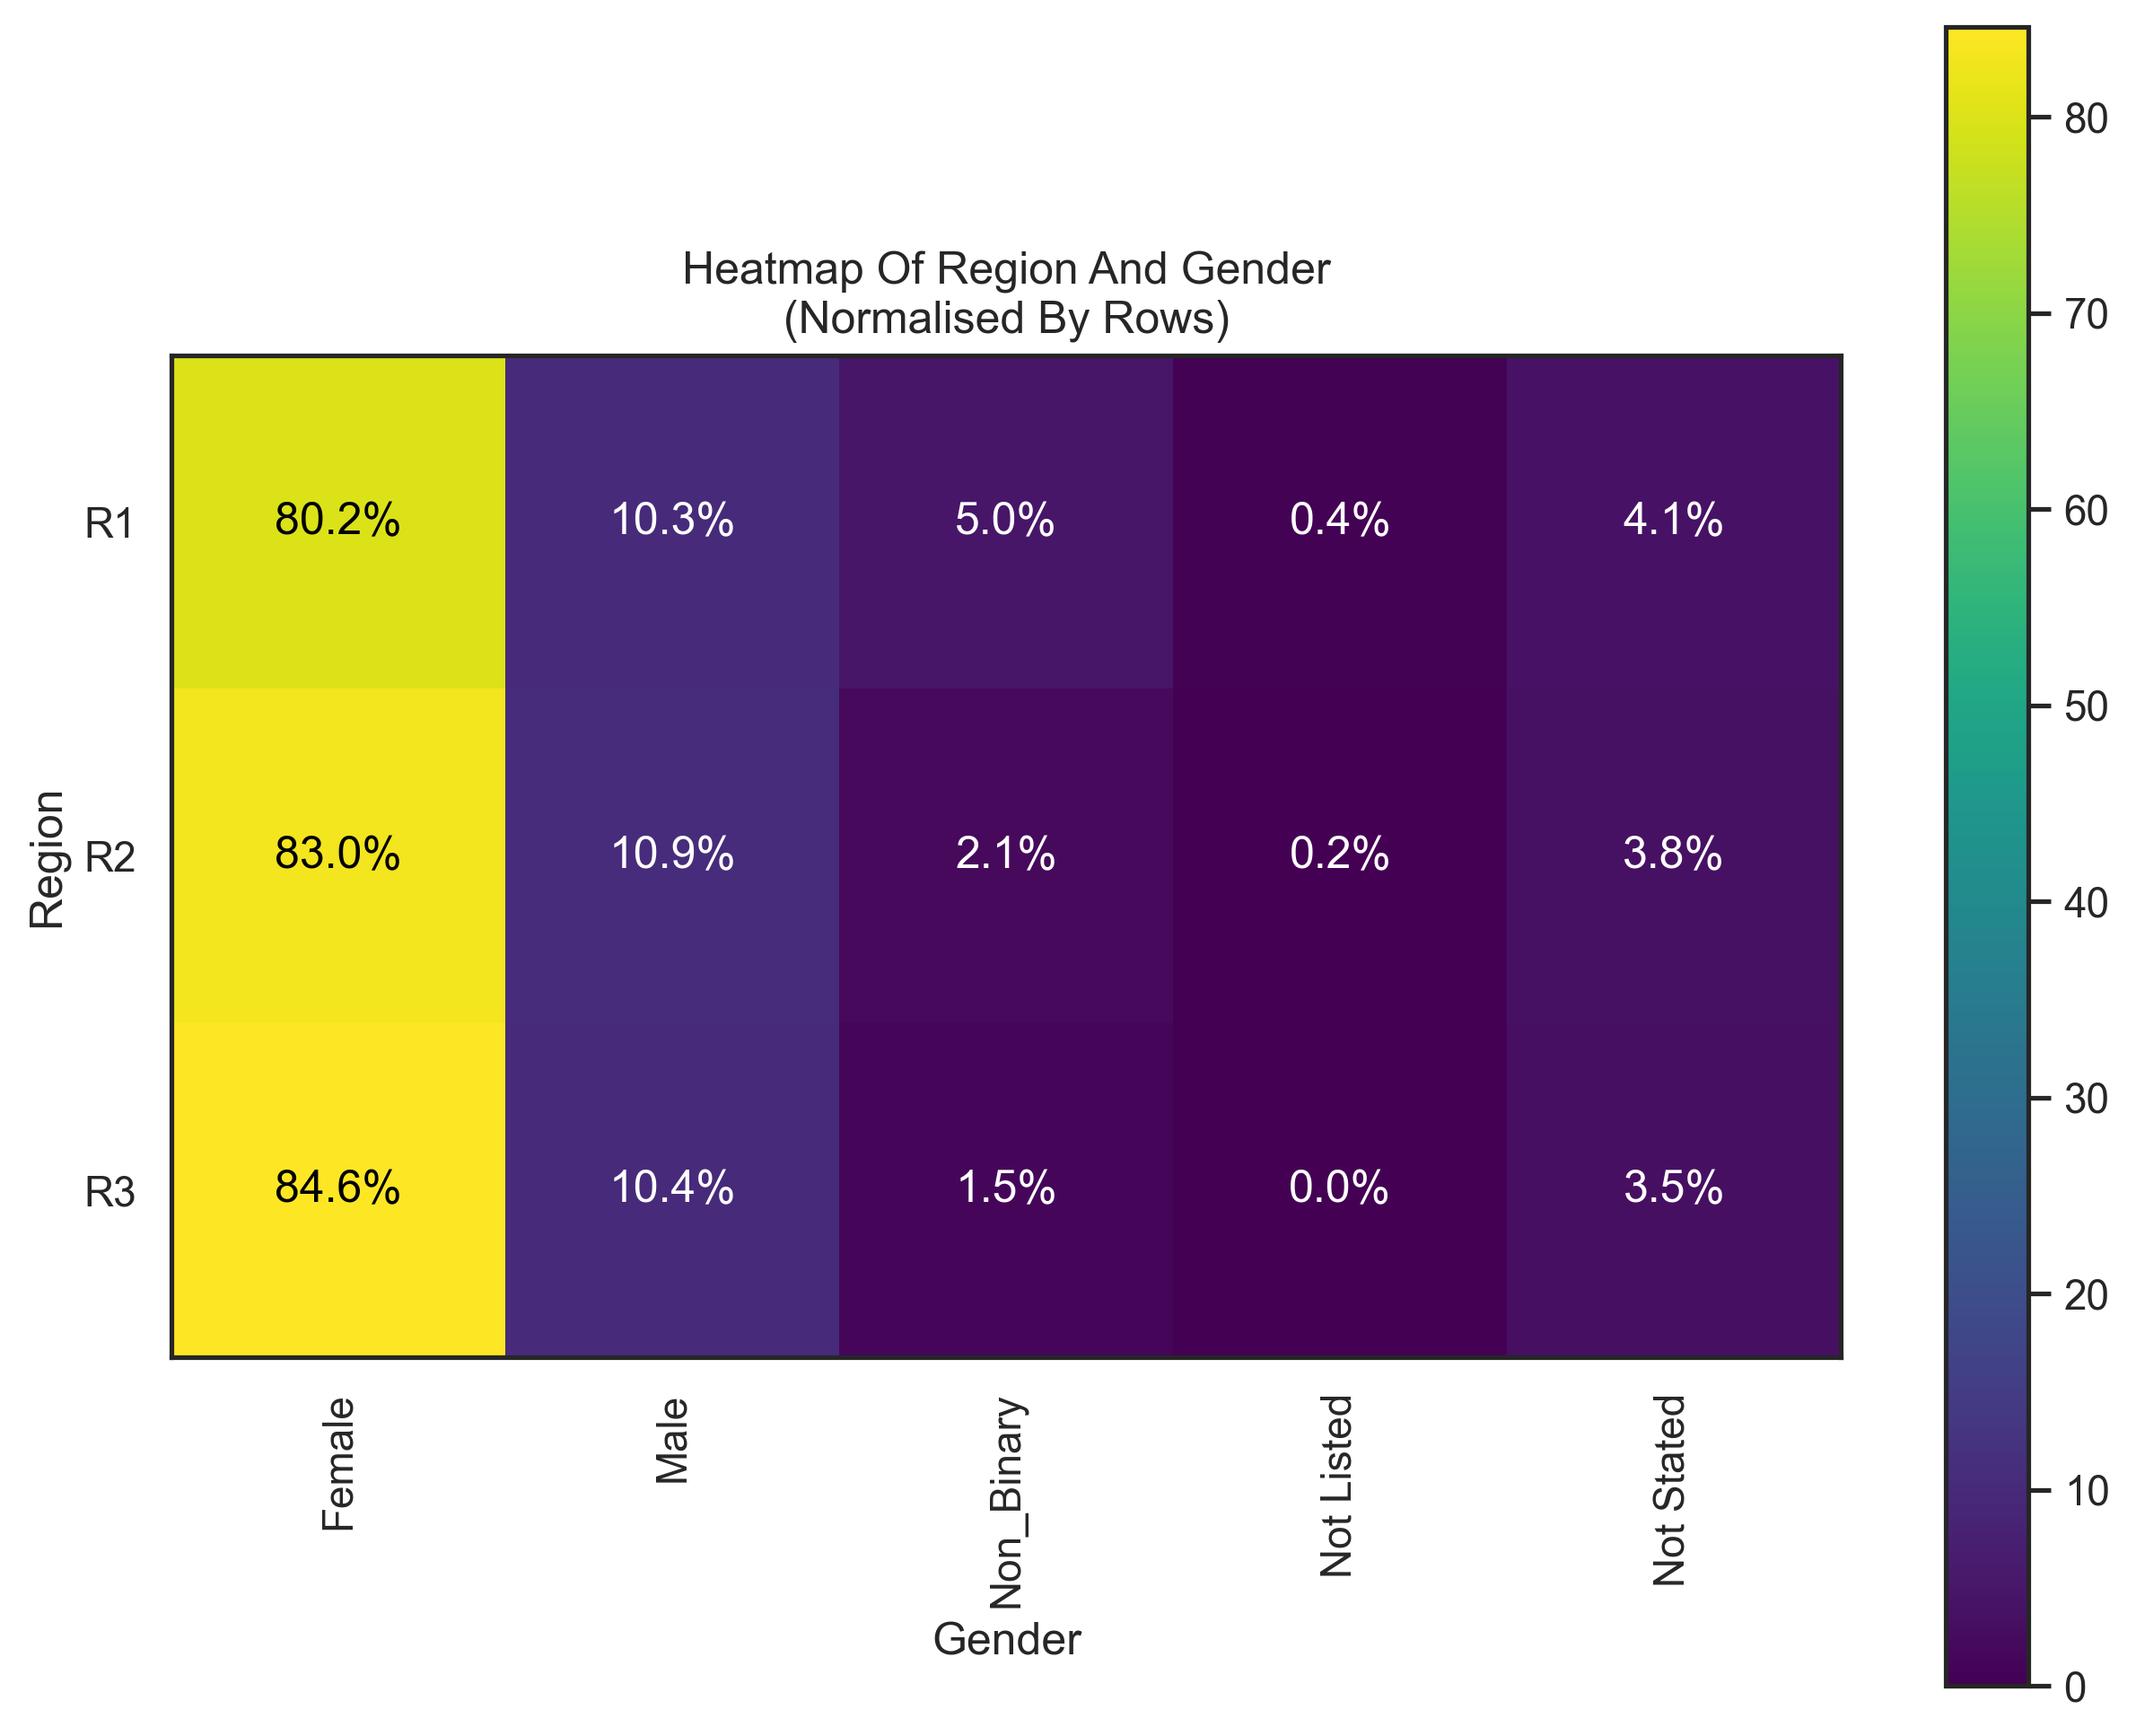 Heatmap Of Region And Gender
(Normalised By Rows)
Region
R1
80.2% 10.3% 5.0% 0.4% 4.1%
R2
83.0% 10.9% 2.1% 0.2% 3.8%
R3
84.6% 10.4% 1.5% 0.0% 3.5%
Female
Male
Non_Binary
Not Listed
Not Stated
Gender
80
70
60
50
40
30
20
10
0